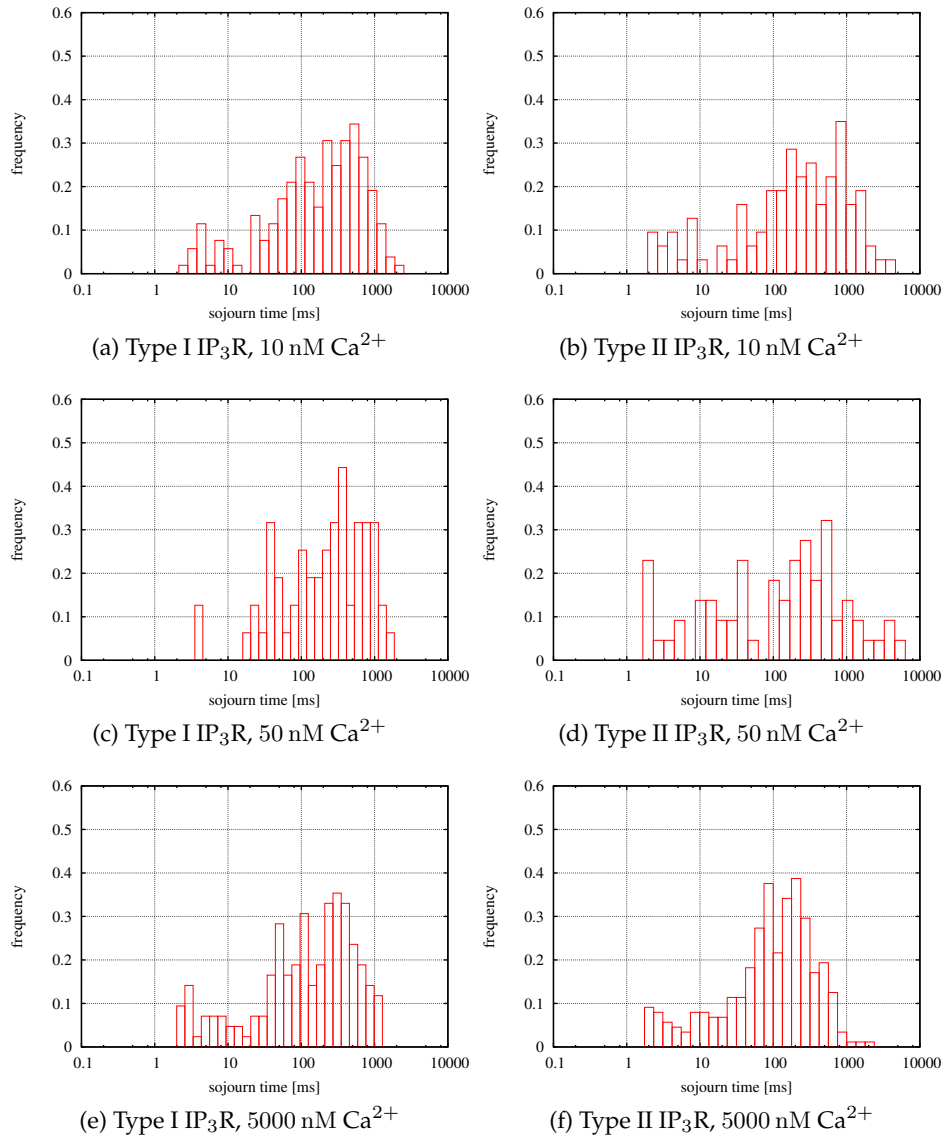 0.6
0.5
0.4
0.3
0.2
0.1
0
frequency
0.1 1 10 100 1000 10000
sojourn time [ms]
(a) Type I IP₃R, 10 nM Ca²⁺
0.6
0.5
0.4
0.3
0.2
0.1
0
frequency
0.1 1 10 100 1000 10000
sojourn time [ms]
(b) Type II IP₃R, 10 nM Ca²⁺
0.6
0.5
0.4
0.3
0.2
0.1
0
frequency
0.1 1 10 100 1000 10000
sojourn time [ms]
(c) Type I IP₃R, 50 nM Ca²⁺
0.6
0.5
0.4
0.3
0.2
0.1
0
frequency
0.1 1 10 100 1000 10000
sojourn time [ms]
(d) Type II IP₃R, 50 nM Ca²⁺
0.6
0.5
0.4
0.3
0.2
0.1
0
frequency
0.1 1 10 100 1000 10000
sojourn time [ms]
(e) Type I IP₃R, 5000 nM Ca²⁺
0.6
0.5
0.4
0.3
0.2
0.1
0
frequency
0.1 1 10 100 1000 10000
sojourn time [ms]
(f) Type II IP₃R, 5000 nM Ca²⁺